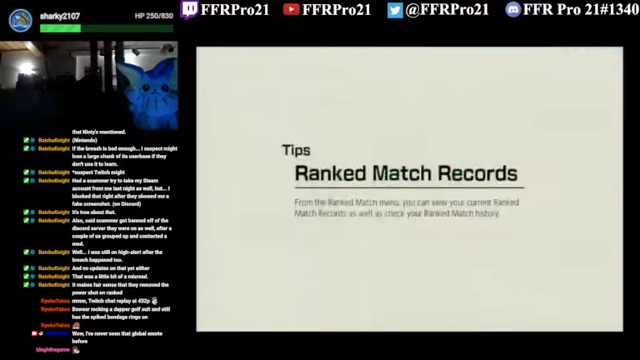 sharky2107
HP 250/830
FFRPro21
FFRPro21
@FFRPro21
FFR Pro 21#1340
that Ninty's mentioned.
RaichuKnight (Nintendo)
RaichuKnight If the breach is bad enough... I suspect might
lose a large chunk of its userbase if they
don't use it to learn.
RaichuKnight *suspect Twitch might
RaichuKnight Had a scammer try to take my Steam
account from me last night as well, but... I
blocked that right after they showed me a
fake screenshot. (on Discord)
RaichuKnight It's true about that.
RaichuKnight Also, said scammer got banned off of the
discord server they were on as well, after a
couple of us grouped up and contacted a
mod.
RaichuKnight Well... I was still on high-alert after the
breach happened too.
RaichuKnight And no updates on that yet either
RaichuKnight That was a little bit of a misread.
RaichuKnight It makes fair sense that they removed the
power shot on ranked
RyokoYaksa mmm, Twitch chat replay at 432p
RyokoYaksa Bowser rocking a dapper golf suit and still
has the spiked bondage rings on
RyokoYaksa
Wow, I've never seen that global emote
before
bleghthegame
Tips
Ranked Match Records
From the Ranked Match menu, you can view your current Ranked
Match Records as well as check your Ranked Match history.